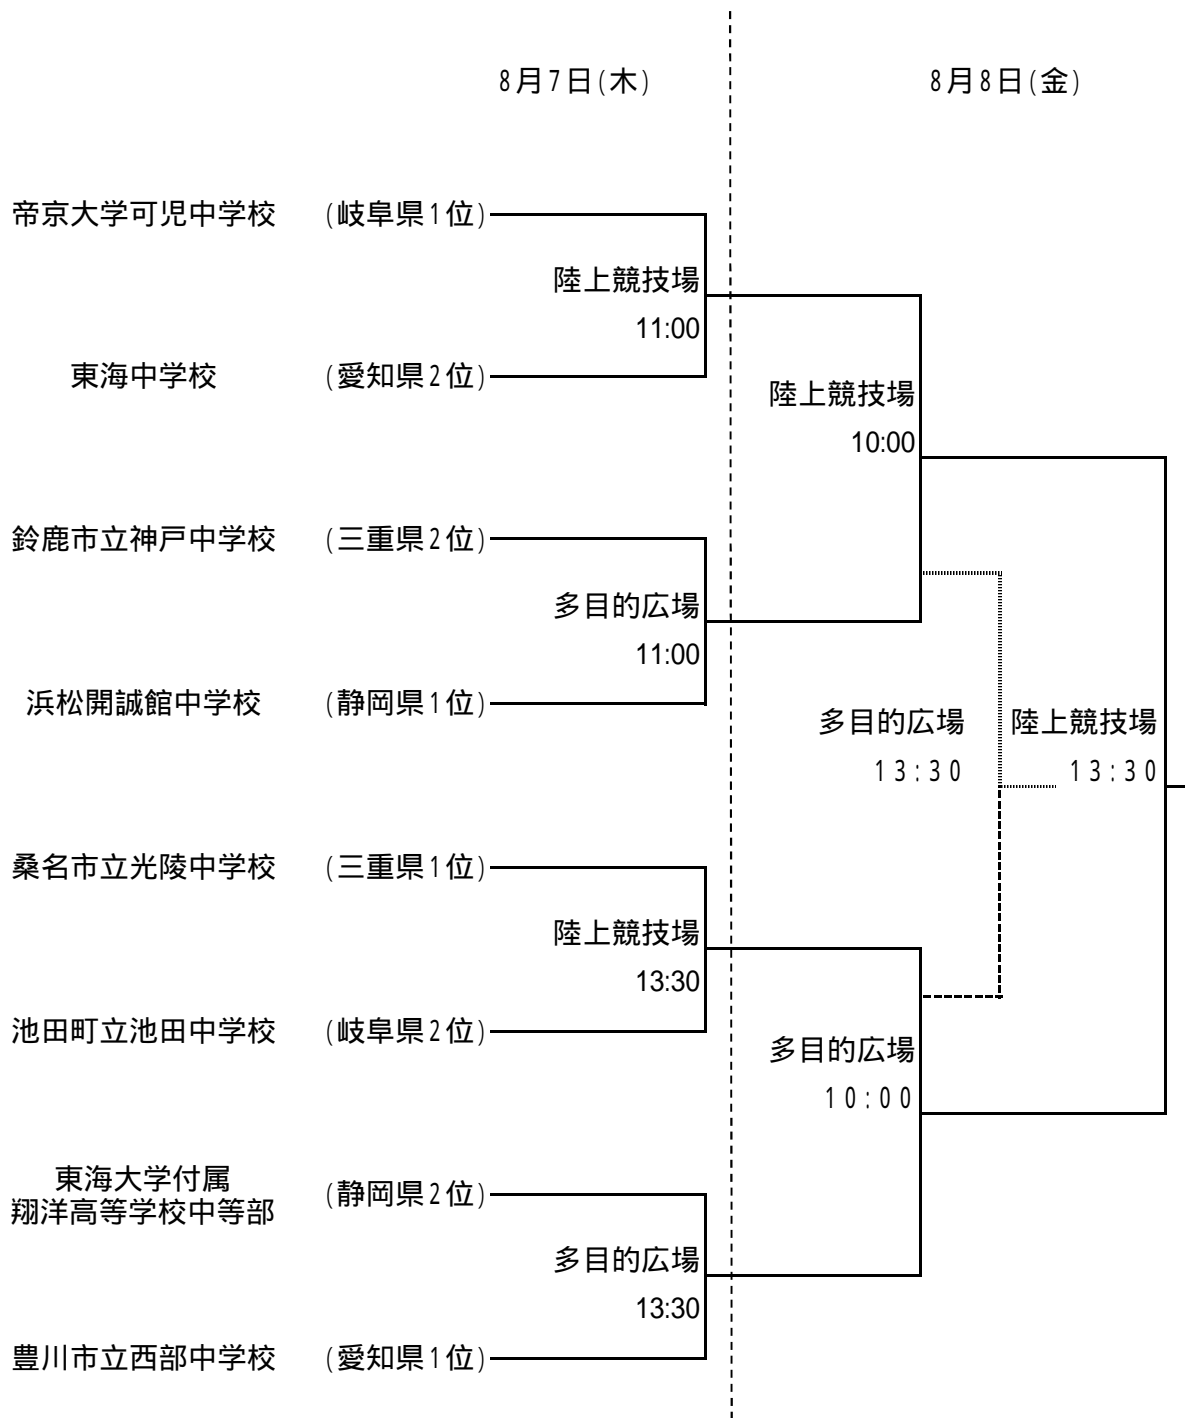 8月7日(木)
8月8日(金)
帝京大学可児中学校 (岐阜県1位)
陸上競技場
11:00
東海中学校 (愛知県2位)
陸上競技場
10:00
鈴鹿市立神戸中学校 (三重県2位)
多目的広場
11:00
浜松開誠館中学校 (静岡県1位)
多目的広場
13:30
陸上競技場
13:30
桑名市立光陵中学校 (三重県1位)
陸上競技場
13:30
池田町立池田中学校 (岐阜県2位)
多目的広場
10:00
東海大学付属
翔洋高等学校中等部 (静岡県2位)
多目的広場
13:30
豊川市立西部中学校 (愛知県1位)